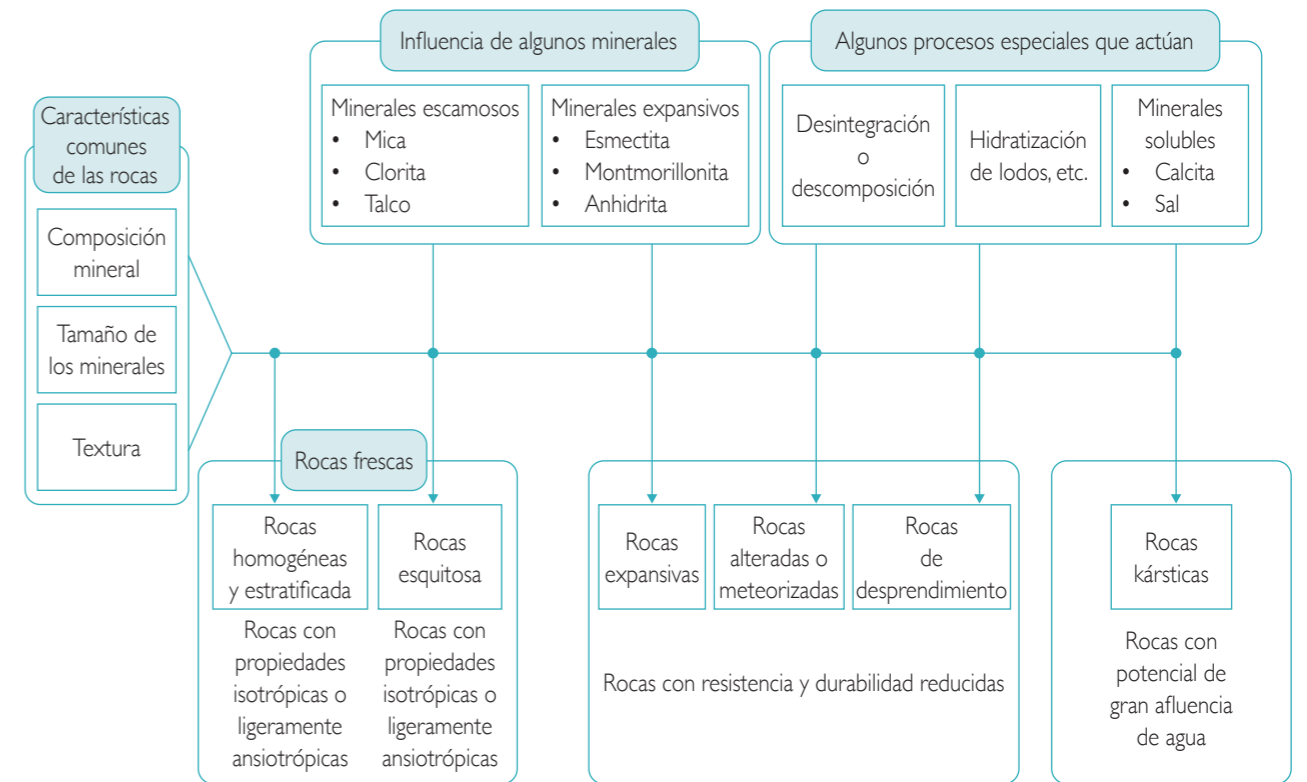 Influencia de algunos minerales
Algunos procesos especiales que actúan
Características
comunes
de las rocas
Composición
mineral
Tamaño de
los minerales
Textura
Minerales escamosos
• Mica
• Clorita
• Talco
Minerales expansivos
• Esmectita
• Montmorillonita
• Anhidrita
Desintegración
o
descomposición
Hidratización
de lodos, etc.
Minerales
solubles
• Calcita
• Sal
Rocas frescas
Rocas
homogéneas
y estratificada
Rocas con
propiedades
isotrópicas o
ligeramente
ansiotrópicas
Rocas
esquitosa
Rocas con
propiedades
isotrópicas o
ligeramente
ansiotrópicas
Rocas
expansivas
Rocas
alteradas o
meteorizadas
Rocas
de
desprendimiento
Rocas con resistencia y durabilidad reducidas
Rocas
kársticas
Rocas con
potencial de
gran afluencia
de agua